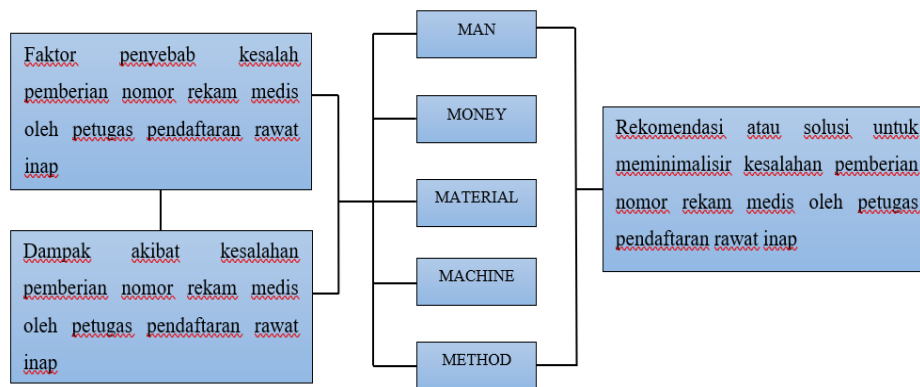 Faktor penyebab kesalah
pemberian nomor rekam medis
oleh petugas pendaftaran rawat
inap
Dampak akibat kesalahan
pemberian nomor rekam medis
oleh petugas pendaftaran rawat
inap
MAN
MONEY
MATERIAL
MACHINE
METHOD
Rekomendasi atau solusi untuk
meminimalisir kesalahan pemberian
nomor rekam medis oleh petugas
pendaftaran rawat inap